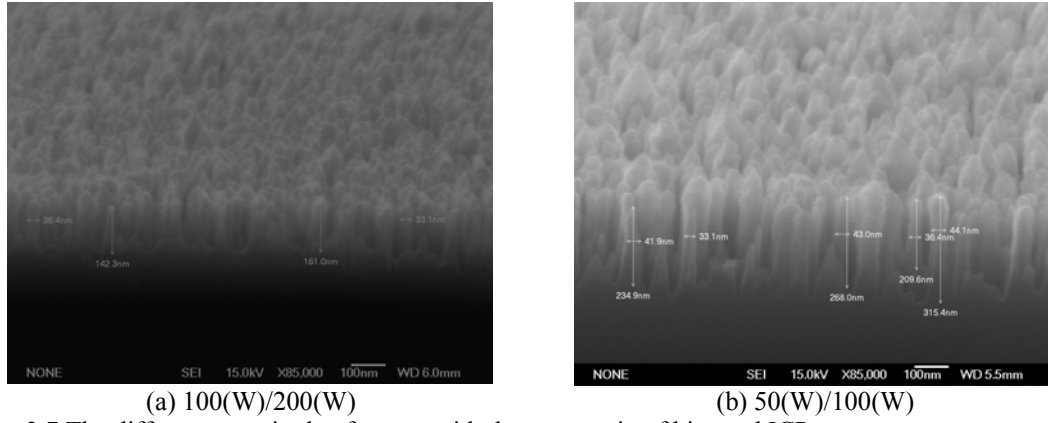 36.4nm
33.1nm
142.3nm
161.0nm
NONE SEI 15.0kV X85,000 100nm WD 6.0mm
41.9nm
33.1nm
43.0nm
36.4nm
44.1nm
209.6nm
234.9nm
268.0nm
315.4nm
NONE SEI 15.0kV X85,000 100nm WD 5.5mm
(a) 100(W)/200(W)
(b) 50(W)/100(W)